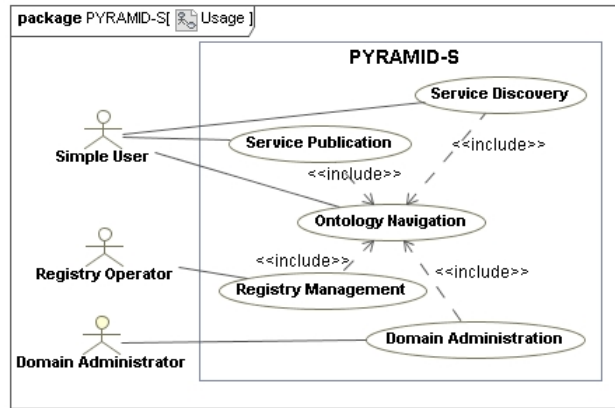 package PYRAMID-S[ Usage ]
PYRAMID-S
Service Discovery
Simple User
Service Publication
<<include>>
<<include>>
Ontology Navigation
Registry Operator
<<include>>
<<include>>
Registry Management
Domain Administrator
Domain Administration